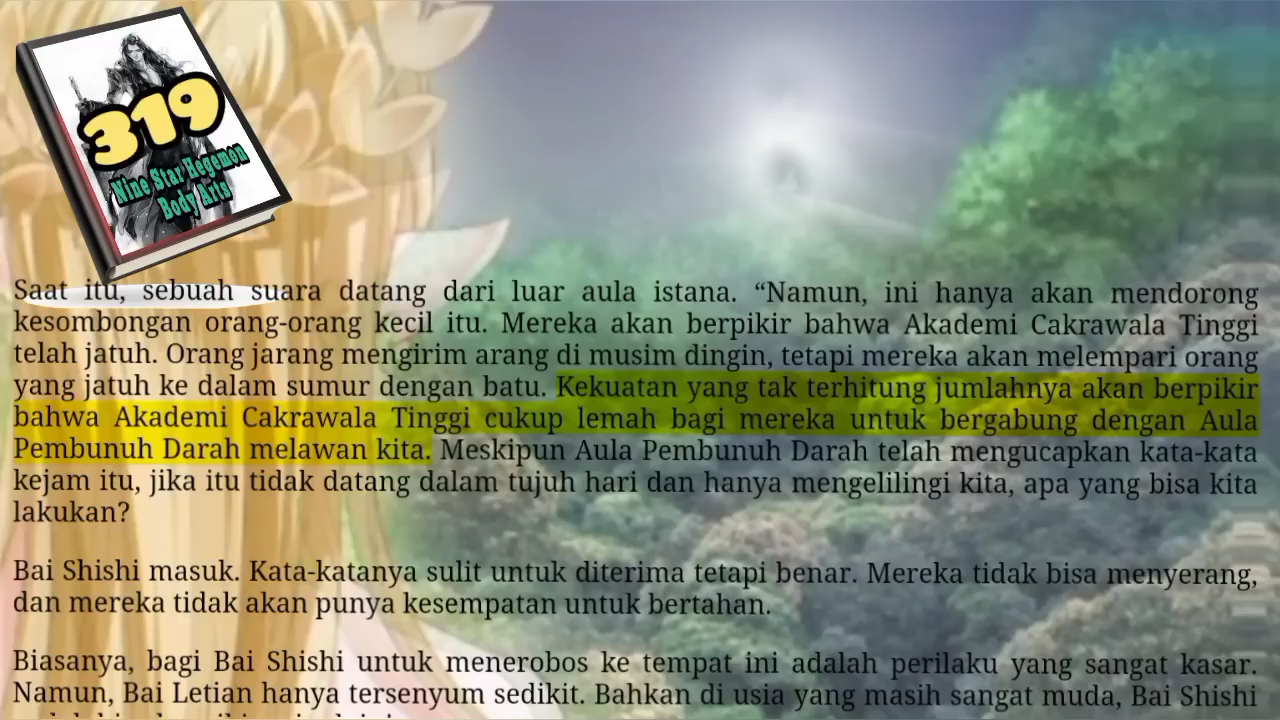 319
Nine Star Hegemon
Body Arts
Saat itu, sebuah suara datang dari luar aula istana. “Namun, ini hanya akan mendorong
kesombongan orang-orang kecil itu. Mereka akan berpikir bahwa Akademi Cakrawala Tinggi
telah jatuh. Orang jarang mengirim arang di musim dingin, tetapi mereka akan melempari orang
yang jatuh ke dalam sumur dengan batu. Kekuatan yang tak terhitung jumlahnya akan berpikir
bahwa Akademi Cakrawala Tinggi cukup lemah bagi mereka untuk bergabung dengan Aula
Pembunuh Darah melawan kita. Meskipun Aula Pembunuh Darah telah mengucapkan kata-kata
kejam itu, jika itu tidak datang dalam tujuh hari dan hanya mengelilingi kita, apa yang bisa kita
lakukan?
Bai Shishi masuk. Kata-katanya sulit untuk diterima tetapi benar. Mereka tidak bisa menyerang,
dan mereka tidak akan punya kesempatan untuk bertahan.
Biasanya, bagi Bai Shishi untuk menerobos ke tempat ini adalah perilaku yang sangat kasar.
Namun, Bai Letian hanya tersenyum sedikit. Bahkan di usia yang masih sangat muda, Bai Shishi